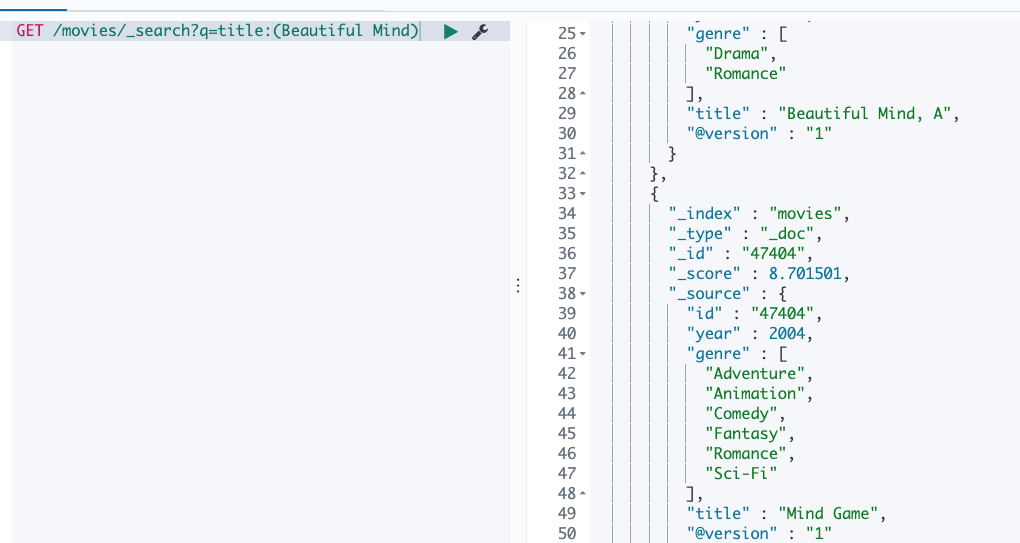 GET /movies/_search?q=title:(Beautiful Mind)
25 "genre" : [
26 "Drama",
27 "Romance"
28 ],
29 "title" : "Beautiful Mind, A",
30 "@version" : "1"
31 }
32 },
33 {
34 "_index" : "movies",
35 "_type" : "_doc",
36 "_id" : "47404",
37 "_score" : 8.701501,
38 "_source" : {
39 "id" : "47404",
40 "year" : 2004,
41 "genre" : [
42 "Adventure",
43 "Animation",
44 "Comedy",
45 "Fantasy",
46 "Romance",
47 "Sci-Fi"
48 ],
49 "title" : "Mind Game",
50 "@version" : "1"